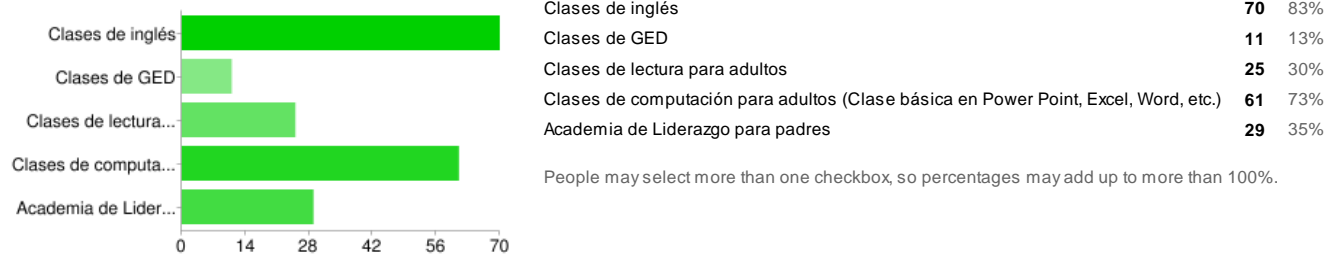 Clases de inglés
Clases de GED
Clases de lectura...
Clases de computa...
Academia de Lider...
0 14 28 42 56 70
Clases de inglés 70 83%
Clases de GED 11 13%
Clases de lectura para adultos 25 30%
Clases de computación para adultos (Clase básica en Power Point, Excel, Word, etc.) 61 73%
Academia de Liderazgo para padres 29 35%
People may select more than one checkbox, so percentages may add up to more than 100%.